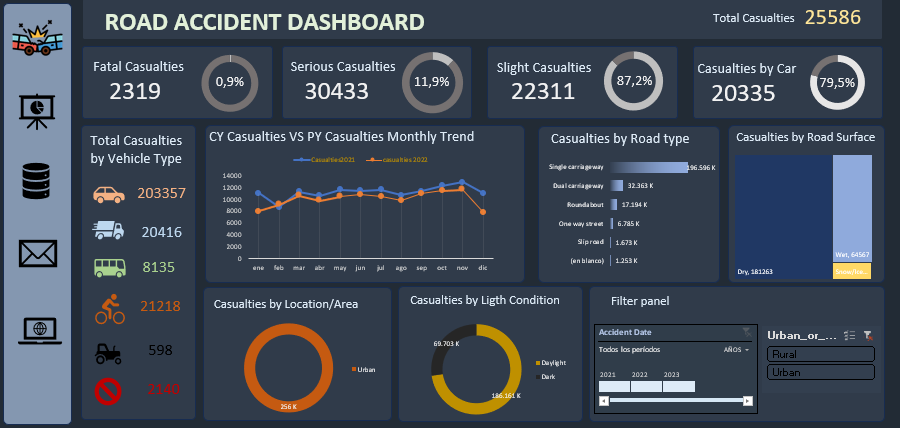 ROAD ACCIDENT DASHBOARD
Total Casualties 25586
Fatal Casualties
2319
0,9%
Serious Casualties
30433
11,9%
Slight Casualties
22311
87,2%
Casualties by Car
20335
79,5%
Total Casualties
by Vehicle Type
203357
20416
8135
21218
598
2140
CY Casualties VS PY Casualties Monthly Trend
Casualties2021
casualties 2022
14000
12000
10000
8000
6000
4000
2000
0
ene feb mar abr may jun jul ago sep oct nov dic
Casualties by Road type
Single carriageway 196.596 K
Dual carriageway 32.363 K
Roundabout 17.194 K
One way street 6.785 K
Slip road 1.673 K
(en blanco) 1.253 K
Casualties by Road Surface
Dry, 181263
Wet, 64567
Casualties by Location/Area
Urban
256 K
Casualties by Ligth Condition
69.703 K
186.161 K
Daylight
Dark
Filter panel
Accident Date
Todos los períodos
AÑOS
2021 2022 2023
Urban_or_...
Rural
Urban